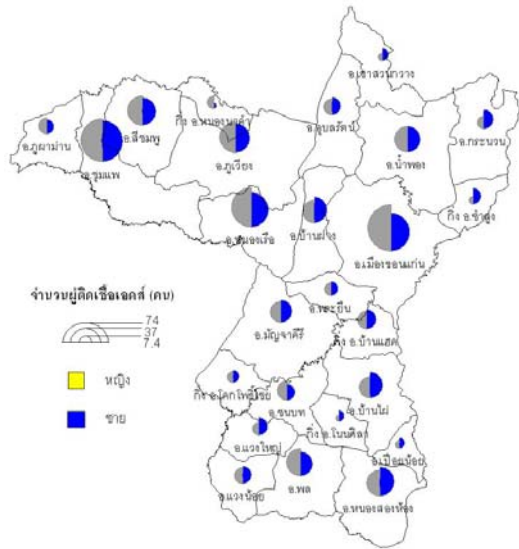 อ.เขาสวนกวาง
กิ่ง อ.หนองนาคำ
อ.อุบลรัตน์
อ.ภูผาม่าน
อ.สีชมพู
อ.ชุมแพ
อ.ภูเวียง
อ.น้ำพอง
อ.กระนวน
กิ่ง อ.ซำสูง
อ.หนองเรือ
อ.บ้านฝาง
อ.เมืองขอนแก่น
จำนวนผู้ติดเชื้อเอดส์ (คน)
74
37
7.4
หญิง
ชาย
อ.พระยืน
อ.มัญจาคีรี
กิ่ง อ.บ้านแฮด
กิ่ง อ.โคกโพธิ์ไชย
อ.ชนบท
อ.บ้านไผ่
กิ่ง อ.โนนศิลา
อ.แวงใหญ่
อ.เปือยน้อย
อ.แวงน้อย
อ.พล
อ.หนองสองห้อง